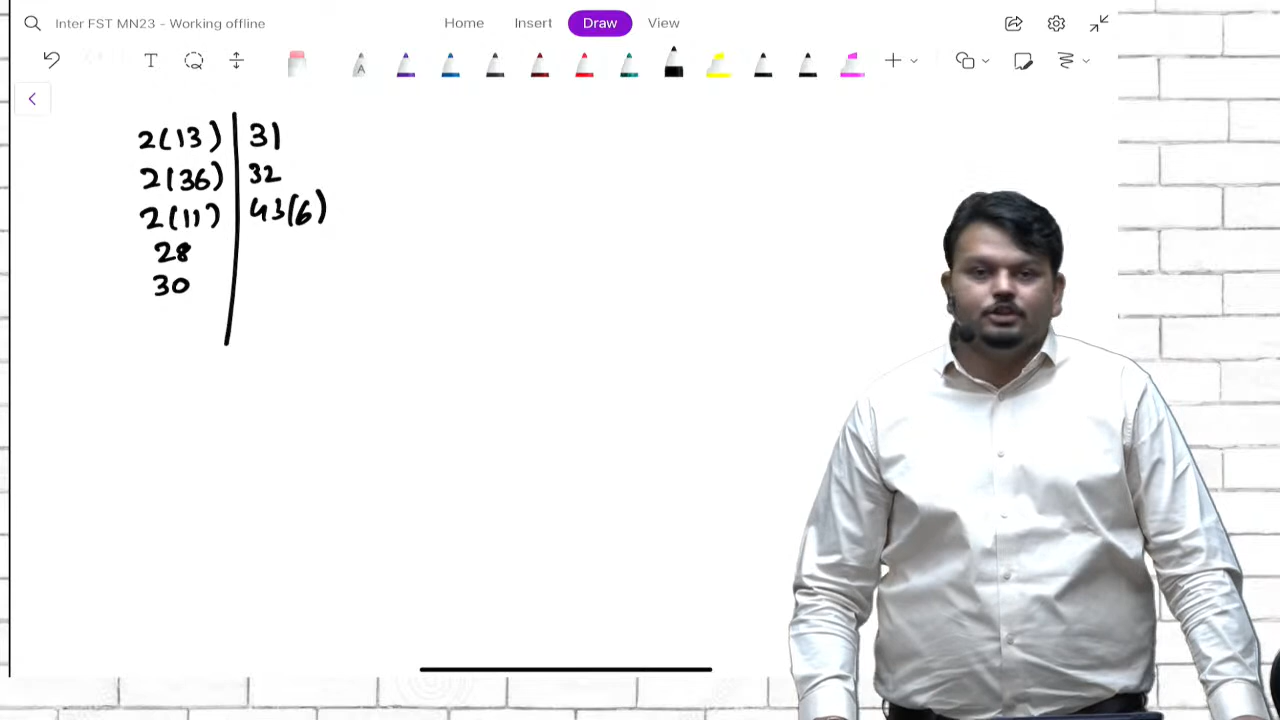 Inter FST MN23 - Working offline
Home Insert Draw View
T A
2(13) 31
2(36) 32
2(11) 43(6)
28
30